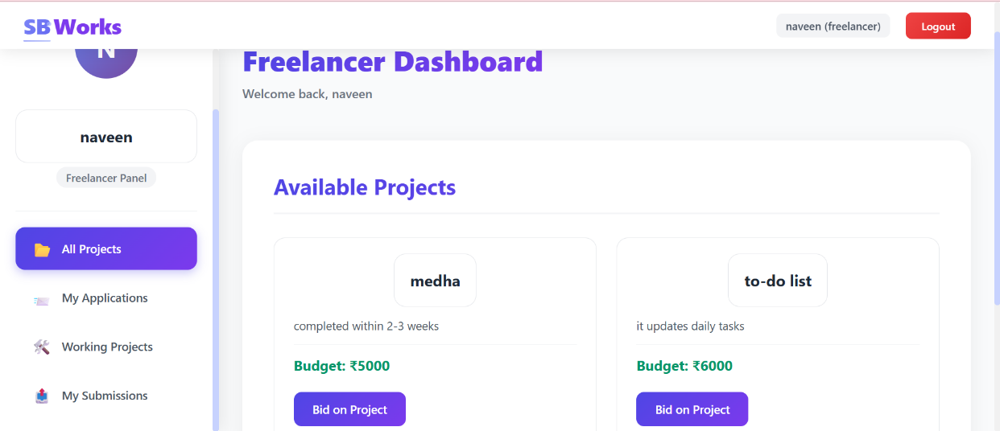 SB Works
naveen (freelancer)
Logout
N
naveen
Freelancer Panel
All Projects
My Applications
Working Projects
My Submissions
Freelancer Dashboard
Welcome back, naveen
Available Projects
medha
completed within 2-3 weeks
Budget: ₹5000
Bid on Project
to-do list
it updates daily tasks
Budget: ₹6000
Bid on Project